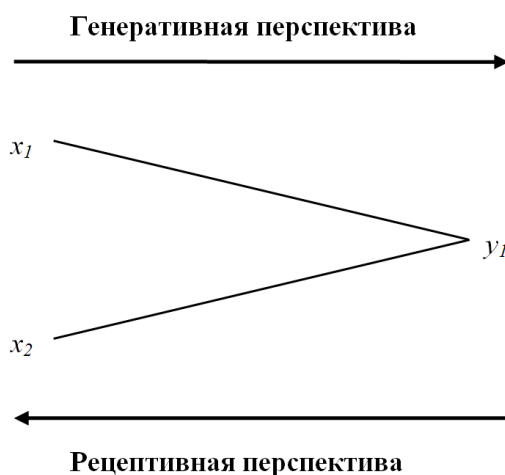 Генеративная перспектива
x1
y1
x2
Рецептивная перспектива